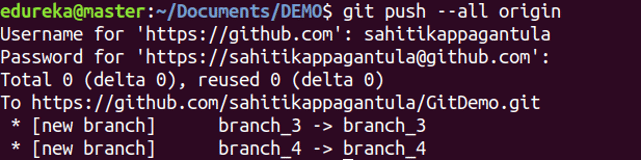 edureka@master:~/Documents/DEMO$ git push --all origin
Username for 'https://github.com': sahitikappagantula
Password for 'https://sahitikappagantula@github.com':
Total 0 (delta 0), reused 0 (delta 0)
To https://github.com/sahitikappagantula/GitDemo.git
 * [new branch]      branch_3 -> branch_3
 * [new branch]      branch_4 -> branch_4